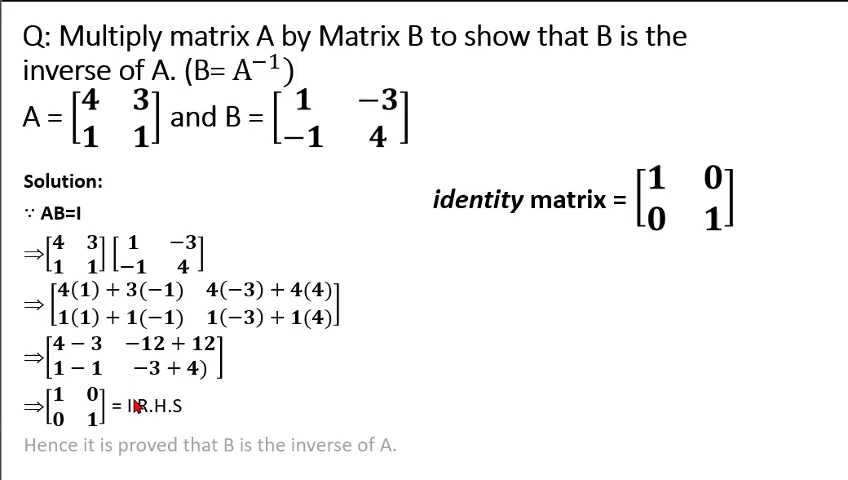 Q: Multiply matrix A by Matrix B to show that B is the
inverse of A. (B= A⁻¹)
A = [4 3; 1 1] and B = [1 −3; −1 4]
Solution:
identity matrix = [1 0; 0 1]
∵ AB=I
⇒[4 3; 1 1] [1 −3; −1 4]
⇒ [4(1) + 3(−1) 4(−3) + 4(4); 1(1) + 1(−1) 1(−3) + 1(4)]
⇒[4 − 3 −12 + 12; 1 − 1 −3 + 4)]
⇒[1 0; 0 1] = I R.H.S
Hence it is proved that B is the inverse of A.